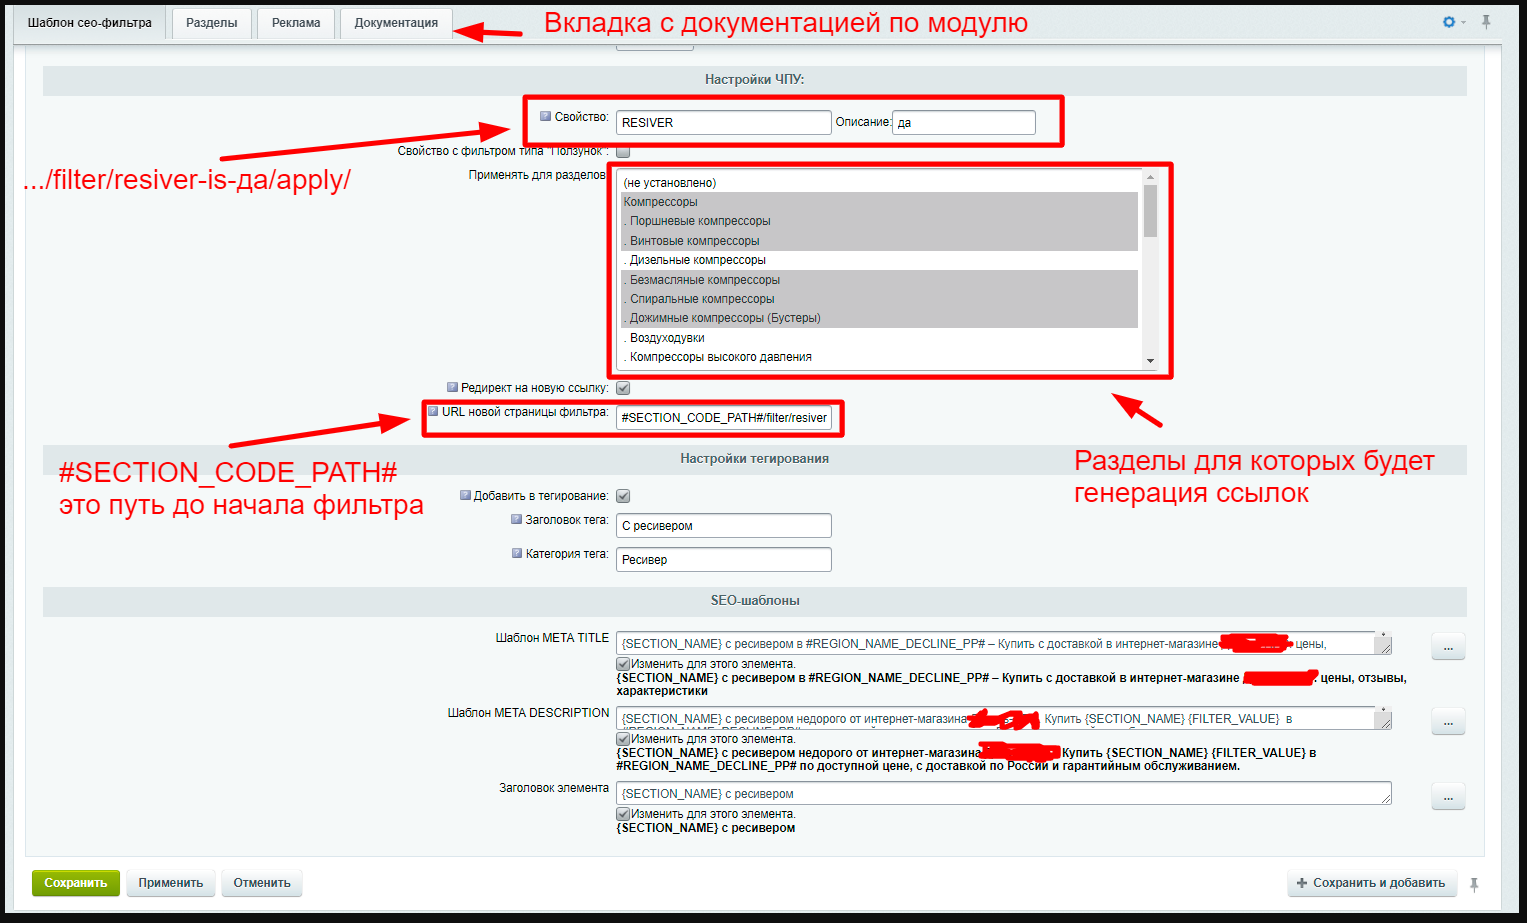 Шаблон сео-фильтра
Разделы
Реклама
Документация
Вкладка с документацией по модулю
Настройки ЧПУ:
Свойство:
RESIVER
Описание:
да
Свойство с фильтром типа "Ползунок":
.../filter/resiver-is-да/apply/
Применять для разделов
(не установлено)
Компрессоры
. Поршневые компрессоры
. Винтовые компрессоры
. Дизельные компрессоры
. Безмасляные компрессоры
. Спиральные компрессоры
. Дожимные компрессоры (Бустеры)
. Воздуходувки
. Компрессоры высокого давления
Редирект на новую ссылку:
URL новой страницы фильтра:
#SECTION_CODE_PATH#/filter/resiver
#SECTION_CODE_PATH#
это путь до начала фильтра
Разделы для которых будет
генерация ссылок
Настройки тегирования
Добавить в тегирование:
Заголовок тега:
С ресивером
Категория тега:
Ресивер
SEO-шаблоны
Шаблон META TITLE
{SECTION_NAME} с ресивером в #REGION_NAME_DECLINE_PP# – Купить с доставкой в интернет-магазине цены,
...
Изменить для этого элемента.
{SECTION_NAME} с ресивером в #REGION_NAME_DECLINE_PP# – Купить с доставкой в интернет-магазине : цены, отзывы,
характеристики
Шаблон META DESCRIPTION
{SECTION_NAME} с ресивером недорого от интернет-магазина Купить {SECTION_NAME} {FILTER_VALUE} в
...
Изменить для этого элемента.
{SECTION_NAME} с ресивером недорого от интернет-магазина Купить {SECTION_NAME} {FILTER_VALUE} в
#REGION_NAME_DECLINE_PP# по доступной цене, с доставкой по России и гарантийным обслуживанием.
Заголовок элемента
{SECTION_NAME} с ресивером
...
Изменить для этого элемента.
{SECTION_NAME} с ресивером
Сохранить
Применить
Отменить
+ Сохранить и добавить